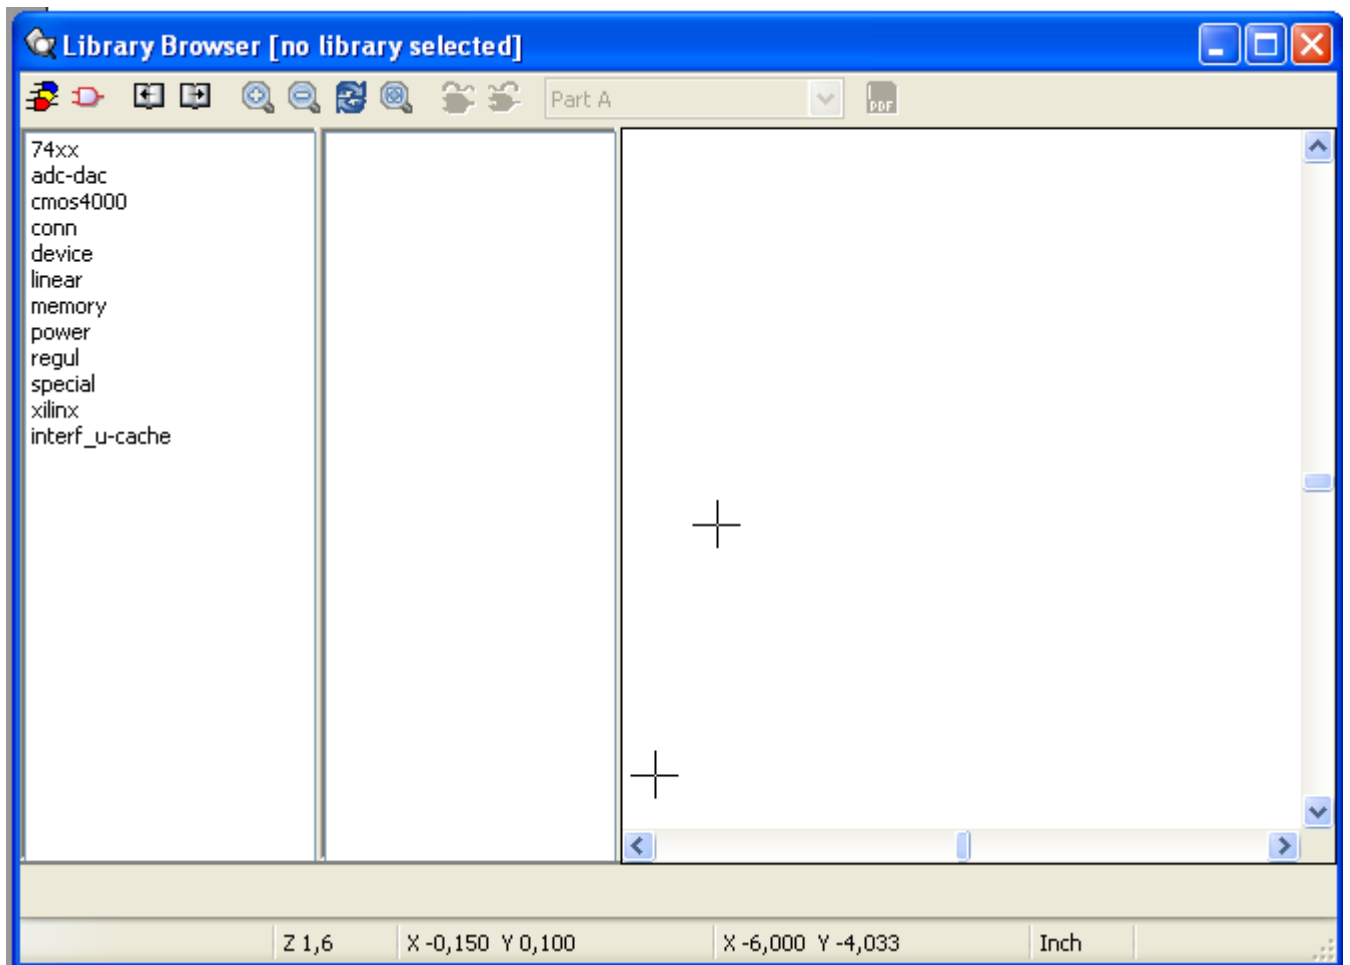 Library Browser [no library selected]
Part A
PDF
74xx
adc-dac
cmos4000
conn
device
linear
memory
power
regul
special
xilinx
interf_u-cache
Z 1,6 X -0,150 Y 0,100 X -6,000 Y -4,033 Inch